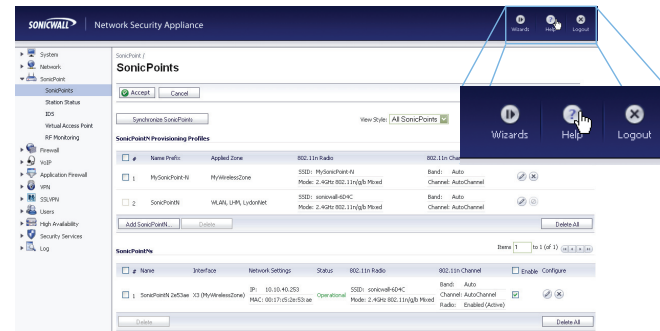 SONICWALL
Network Security Appliance
Wizards Help Logout
System
Network
SonicPoint
SonicPoints
Station Status
IDS
Virtual Access Point
RF Monitoring
Firewall
VoIP
Application Firewall
VPN
SSLVPN
Users
High Availability
Security Services
Log
SonicPoint /
SonicPoints
Accept Cancel
Synchronize SonicPoints View Style: All SonicPoints
Wizards Help Logout
SonicPointN Provisioning Profiles
# Name Prefix Applied Zone 802.11n Radio 802.11n Chan
1 MySonicPoint-N MyWirelessZone SSID: MySonicPoint-N Band: Auto
Mode: 2.4GHz 802.11n/g/b Mixed Channel: AutoChannel
2 SonicPointN WLAN, LHM, LydonNet SSID: sonicwall-6D4C Band: Auto
Mode: 2.4GHz 802.11n/g/b Mixed Channel: AutoChannel
Add SonicPointN... Delete Delete All
SonicPointNs Items 1 to 1 (of 1)
# Name Interface Network Settings Status 802.11n Radio 802.11n Channel Enable Configure
1 SonicPointN 2e53ae X3 (MyWirelessZone) IP: 10.10.40.253 Operational SSID: sonicwall-6D4C Band: Auto
MAC: 00:17:c5:2e:53:ae Mode: 2.4GHz 802.11n/g/b Mixed Channel: AutoChannel
Radio: Enabled (Active)
Delete Delete All